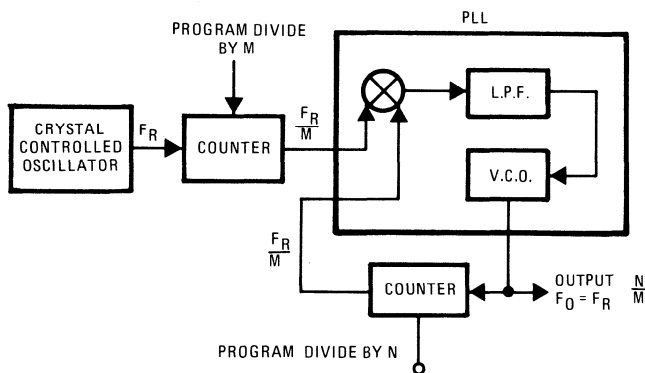 PLL
PROGRAM DIVIDE
BY M
CRYSTAL
CONTROLLED
OSCILLATOR
F_R
COUNTER
F_R
M
L.P.F.
V.C.O.
F_R
M
COUNTER
OUTPUT N
F_O = F_R M
PROGRAM DIVIDE BY N